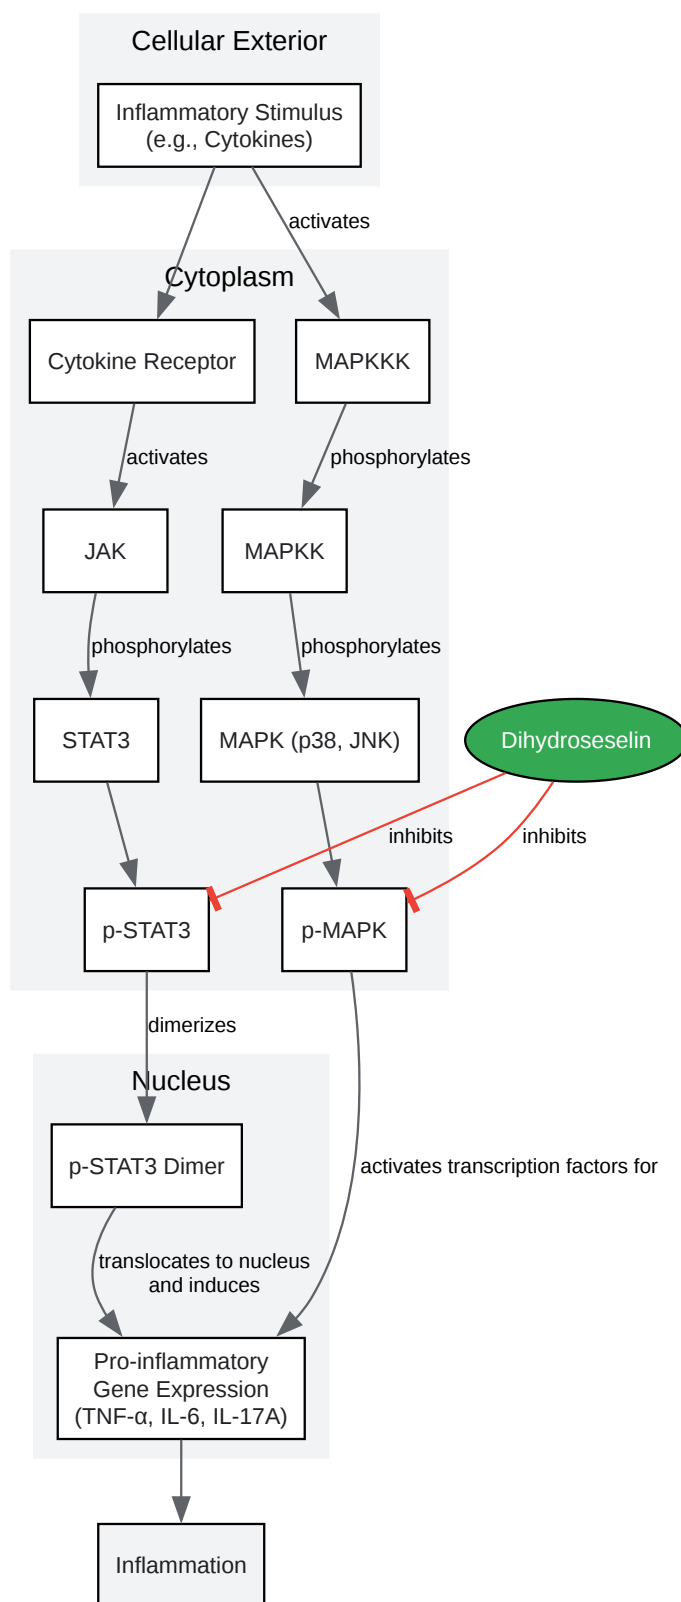 Cellular Exterior
Inflammatory Stimulus
(e.g., Cytokines)
activates
Cytoplasm
Cytokine Receptor
MAPKKK
activates
phosphorylates
JAK
MAPKK
phosphorylates
phosphorylates
STAT3
MAPK (p38, JNK)
Dihydroseselin
inhibits
inhibits
p-STAT3
p-MAPK
dimerizes
Nucleus
p-STAT3 Dimer
activates transcription factors for
translocates to nucleus
and induces
Pro-inflammatory
Gene Expression
(TNF-α, IL-6, IL-17A)
Inflammation